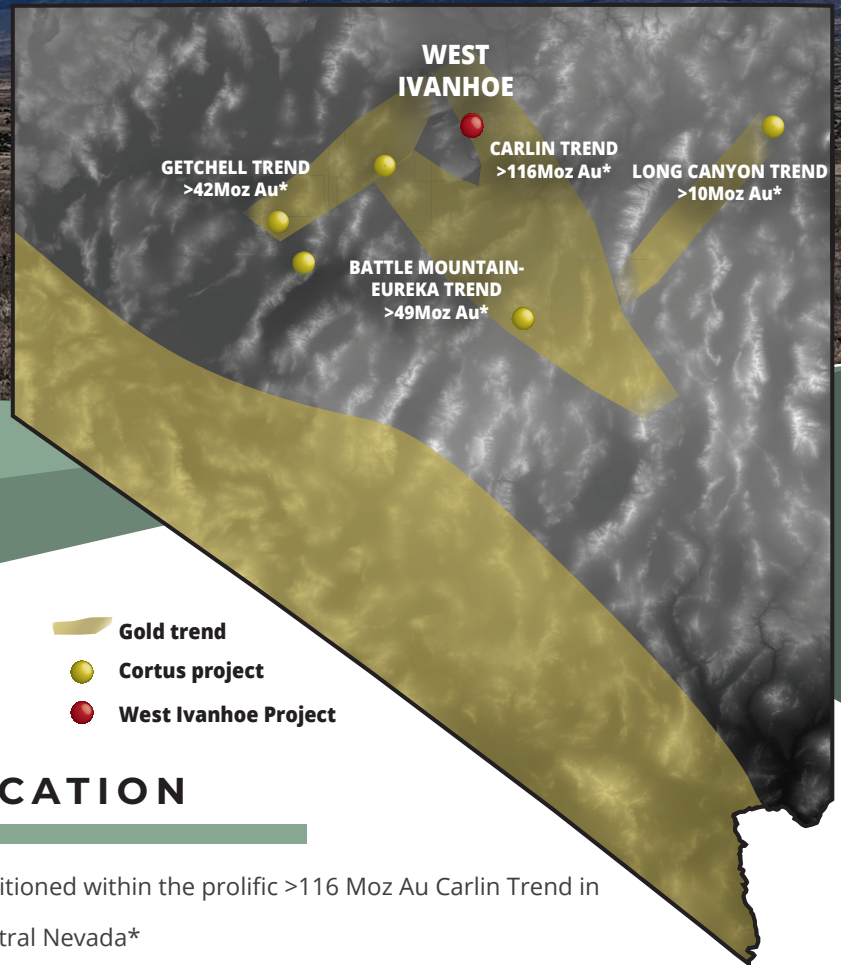 WEST
IVANHOE
CARLIN TREND
>116Moz Au*
GETCHELL TREND
>42Moz Au*
LONG CANYON TREND
>10Moz Au*
BATTLE MOUNTAIN-
EUREKA TREND
>49Moz Au*
Gold trend
Cortus project
West Ivanhoe Project
CATION
itioned within the prolific >116 Moz Au Carlin Trend in
tral Nevada*